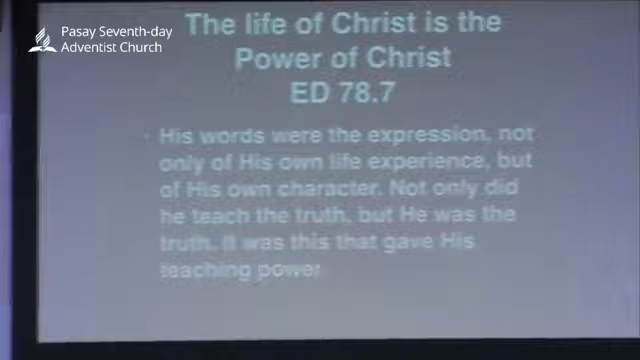 Pasay Seventh-day
Adventist Church
The life of Christ is the
Power of Christ
ED 78.7
· His words were the expression, not
only of His own life experience, but
of His own character. Not only did
he teach the truth, but He was the
truth. It was this that gave His
teaching power